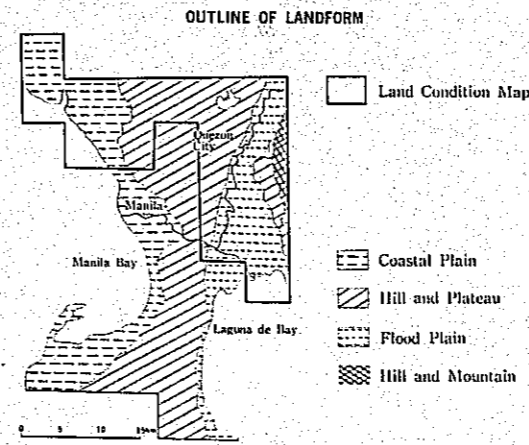 OUTLINE OF LANDFORM
Land Condition Map
Quezon
City
Manila
Manila Bay
Laguna de Bay
Coastal Plain
Hill and Plateau
Flood Plain
Hill and Mountain
0 5 10 15km